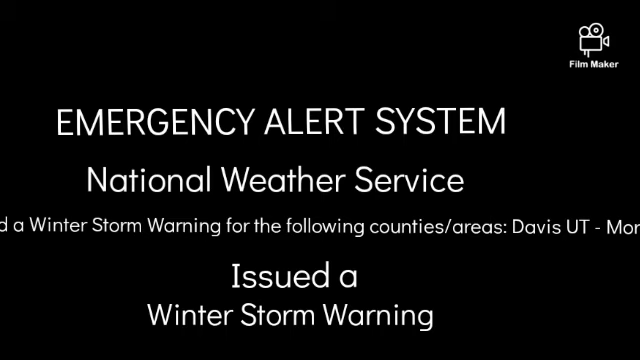 Film Maker
EMERGENCY ALERT SYSTEM
National Weather Service
a Winter Storm Warning for the following counties/areas: Davis UT -
Issued a
Winter Storm Warning